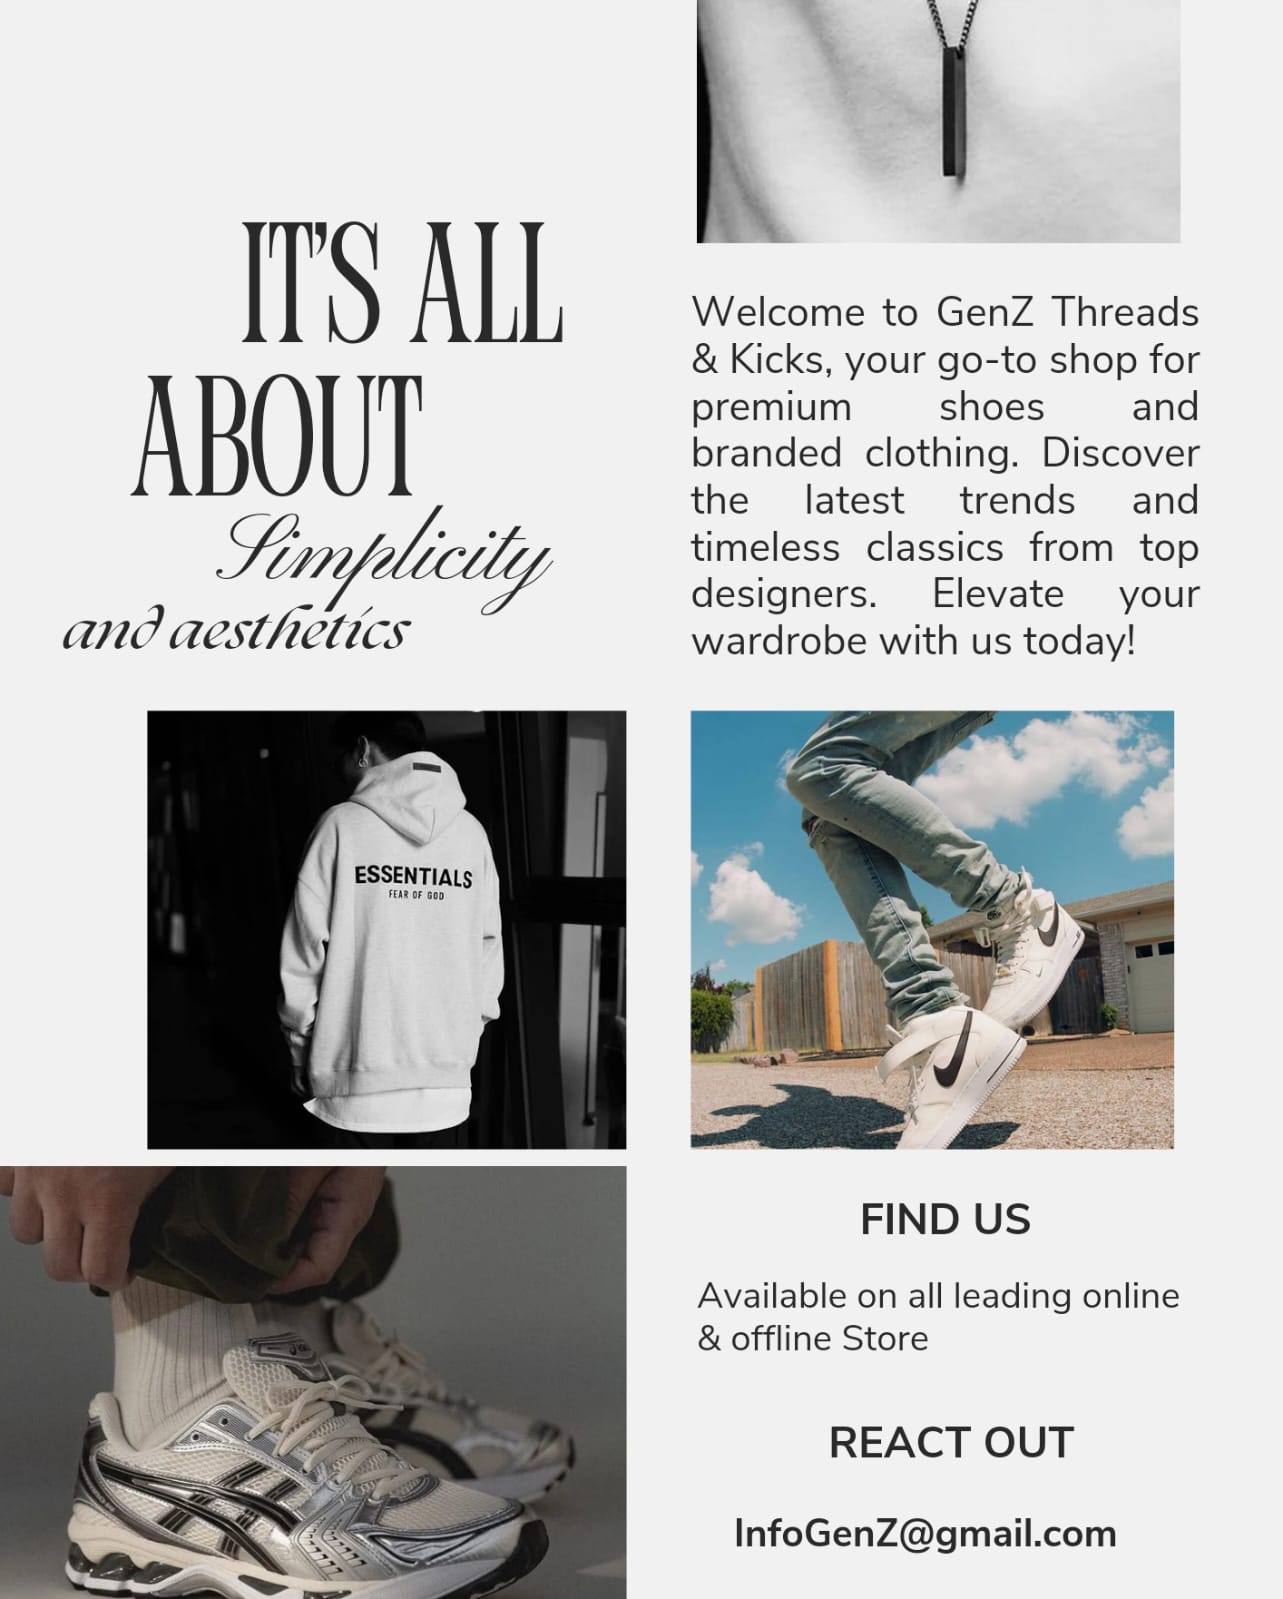 IT'S ALL
ABOUT
Simplicity
and aesthetics
Welcome to GenZ Threads
& Kicks, your go-to shop for
premium shoes and
branded clothing. Discover
the latest trends and
timeless classics from top
designers. Elevate your
wardrobe with us today!
ESSENTIALS
FEAR OF GOD
FIND US
Available on all leading online
& offline Store
REACT OUT
InfoGenZ@gmail.com